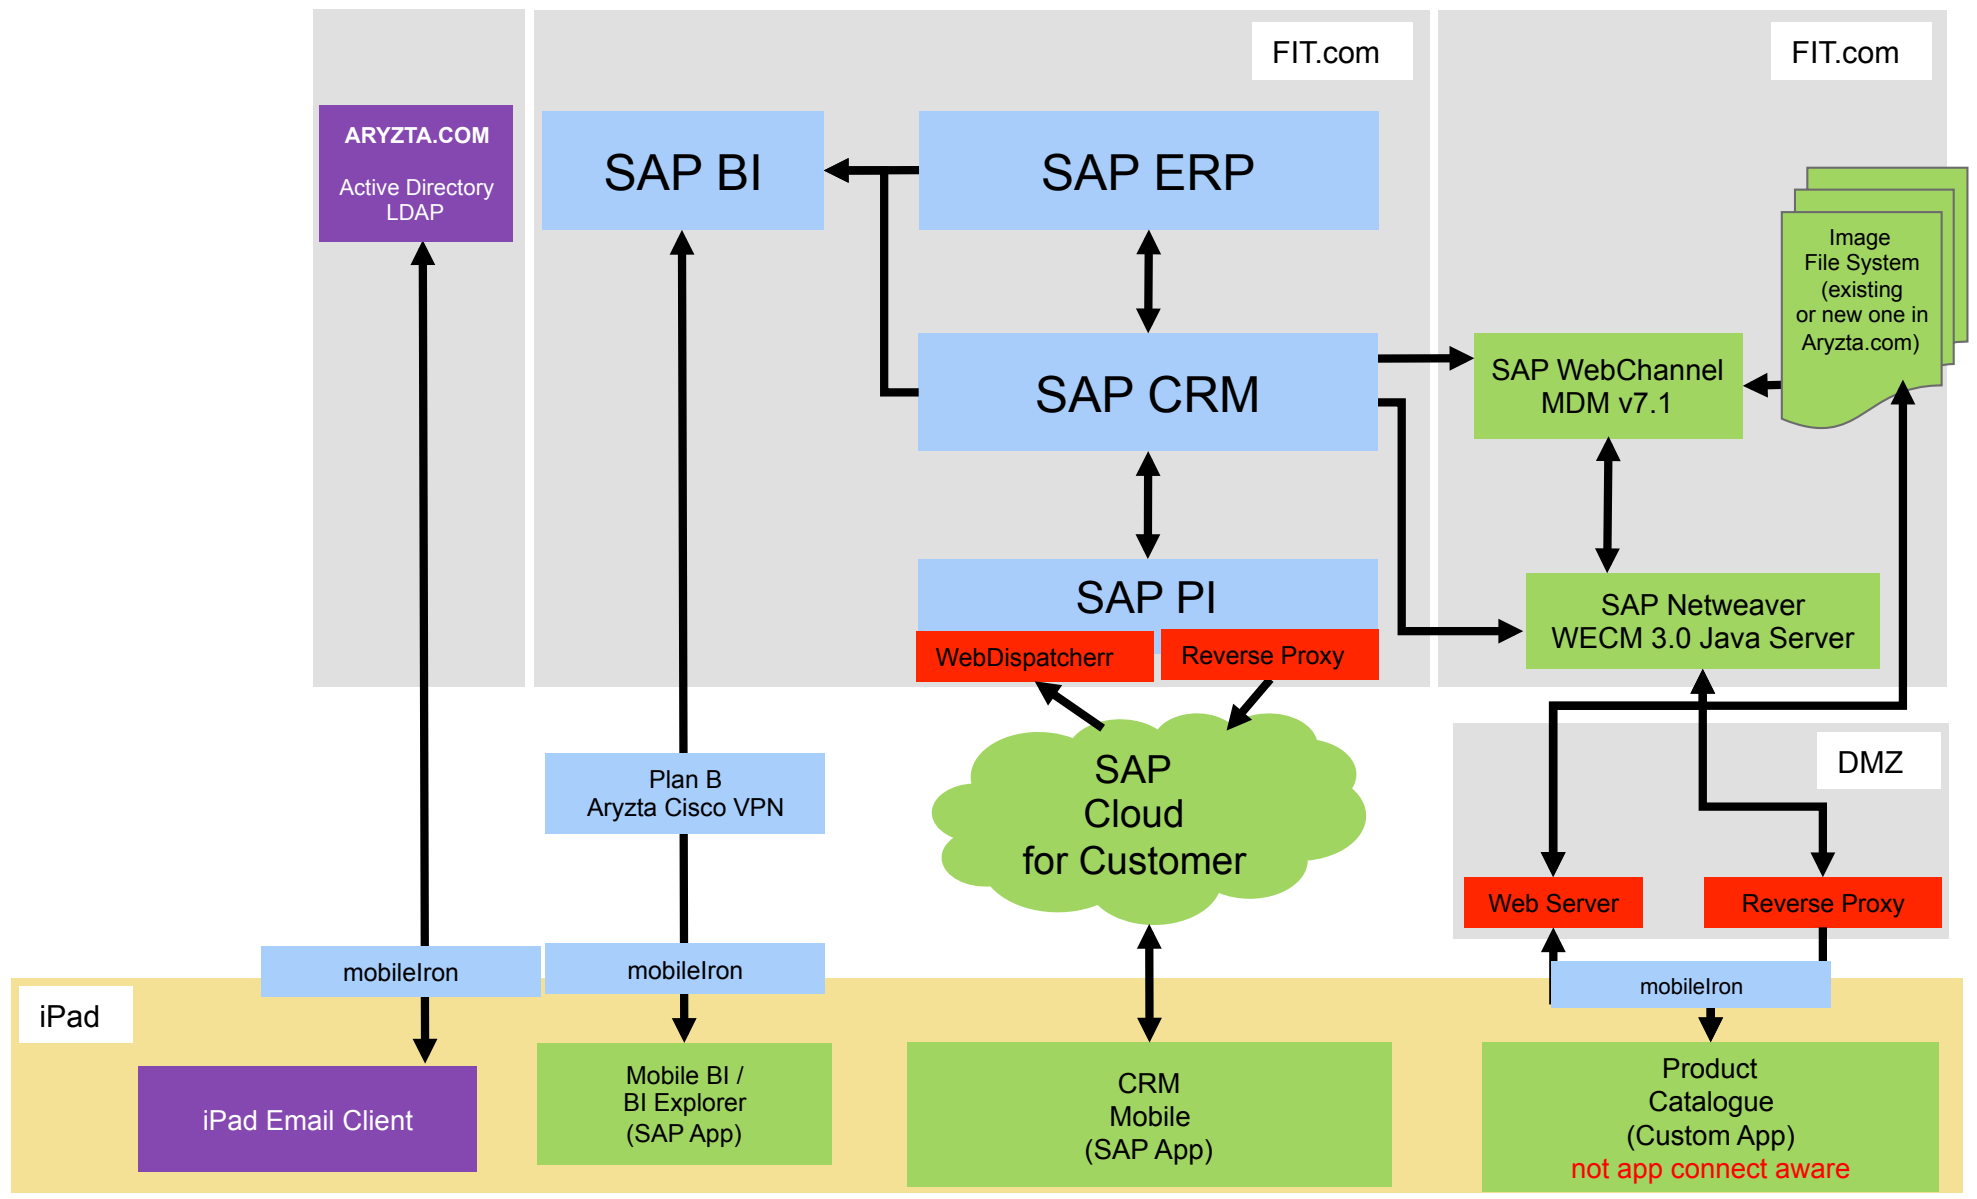 FIT.com
FIT.com
ARYZTA.COM
Active Directory
LDAP
SAP BI
SAP ERP
Image
File System
(existing
or new one in
Aryzta.com)
SAP CRM
SAP WebChannel
MDM v7.1
SAP PI
WebDispatcherr
Reverse Proxy
SAP Netweaver
WECM 3.0 Java Server
Plan B
Aryzta Cisco VPN
SAP
Cloud
for Customer
DMZ
Web Server
Reverse Proxy
mobileIron
mobileIron
mobileIron
iPad
iPad Email Client
Mobile BI /
BI Explorer
(SAP App)
CRM
Mobile
(SAP App)
Product
Catalogue
(Custom App)
not app connect aware